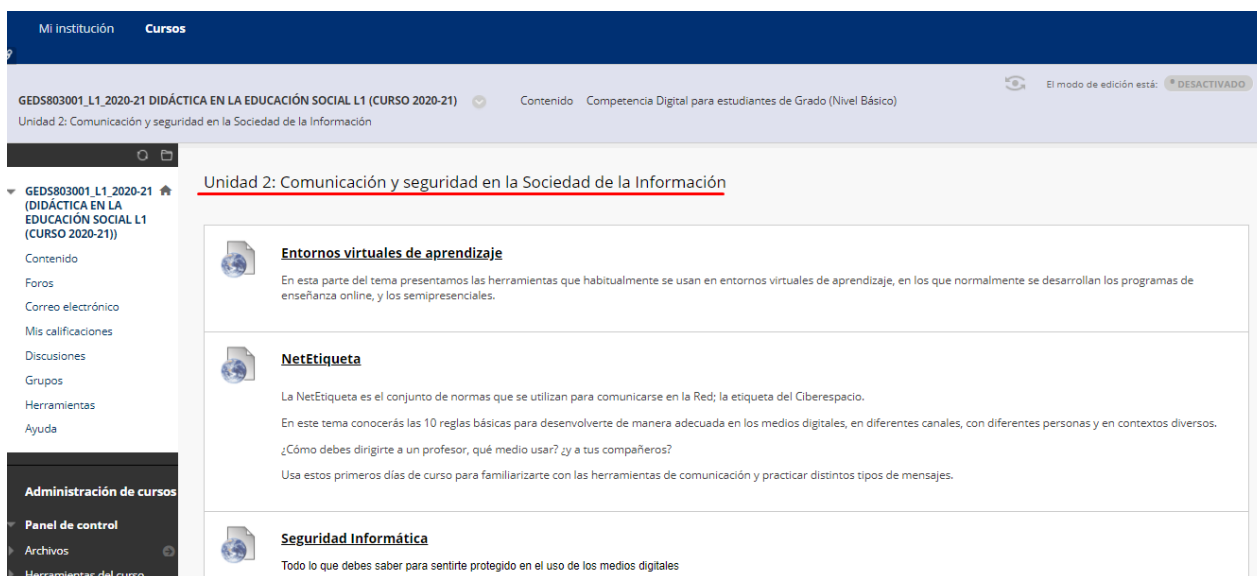 Mi institución Cursos
El modo de edición está: DESACTIVADO
GEDS803001_L1_2020-21 DIDÁCTICA EN LA EDUCACIÓN SOCIAL L1 (CURSO 2020-21) Contenido Competencia Digital para estudiantes de Grado (Nivel Básico)
Unidad 2: Comunicación y seguridad en la Sociedad de la Información
GEDS803001_L1_2020-21
(DIDÁCTICA EN LA
EDUCACIÓN SOCIAL L1
(CURSO 2020-21))
Contenido
Foros
Correo electrónico
Mis calificaciones
Discusiones
Grupos
Herramientas
Ayuda
Administración de cursos
Panel de control
Archivos
Herramientas del curso
Unidad 2: Comunicación y seguridad en la Sociedad de la Información
Entornos virtuales de aprendizaje
En esta parte del tema presentamos las herramientas que habitualmente se usan en entornos virtuales de aprendizaje, en los que normalmente se desarrollan los programas de
enseñanza online, y los semipresenciales.
NetEtiqueta
La NetEtiqueta es el conjunto de normas que se utilizan para comunicarse en la Red; la etiqueta del Ciberespacio.
En este tema conocerás las 10 reglas básicas para desenvolverte de manera adecuada en los medios digitales, en diferentes canales, con diferentes personas y en contextos diversos.
¿Cómo debes dirigirte a un profesor, qué medio usar? ¿y a tus compañeros?
Usa estos primeros días de curso para familiarizarte con las herramientas de comunicación y practicar distintos tipos de mensajes.
Seguridad Informática
Todo lo que debes saber para sentirte protegido en el uso de los medios digitales